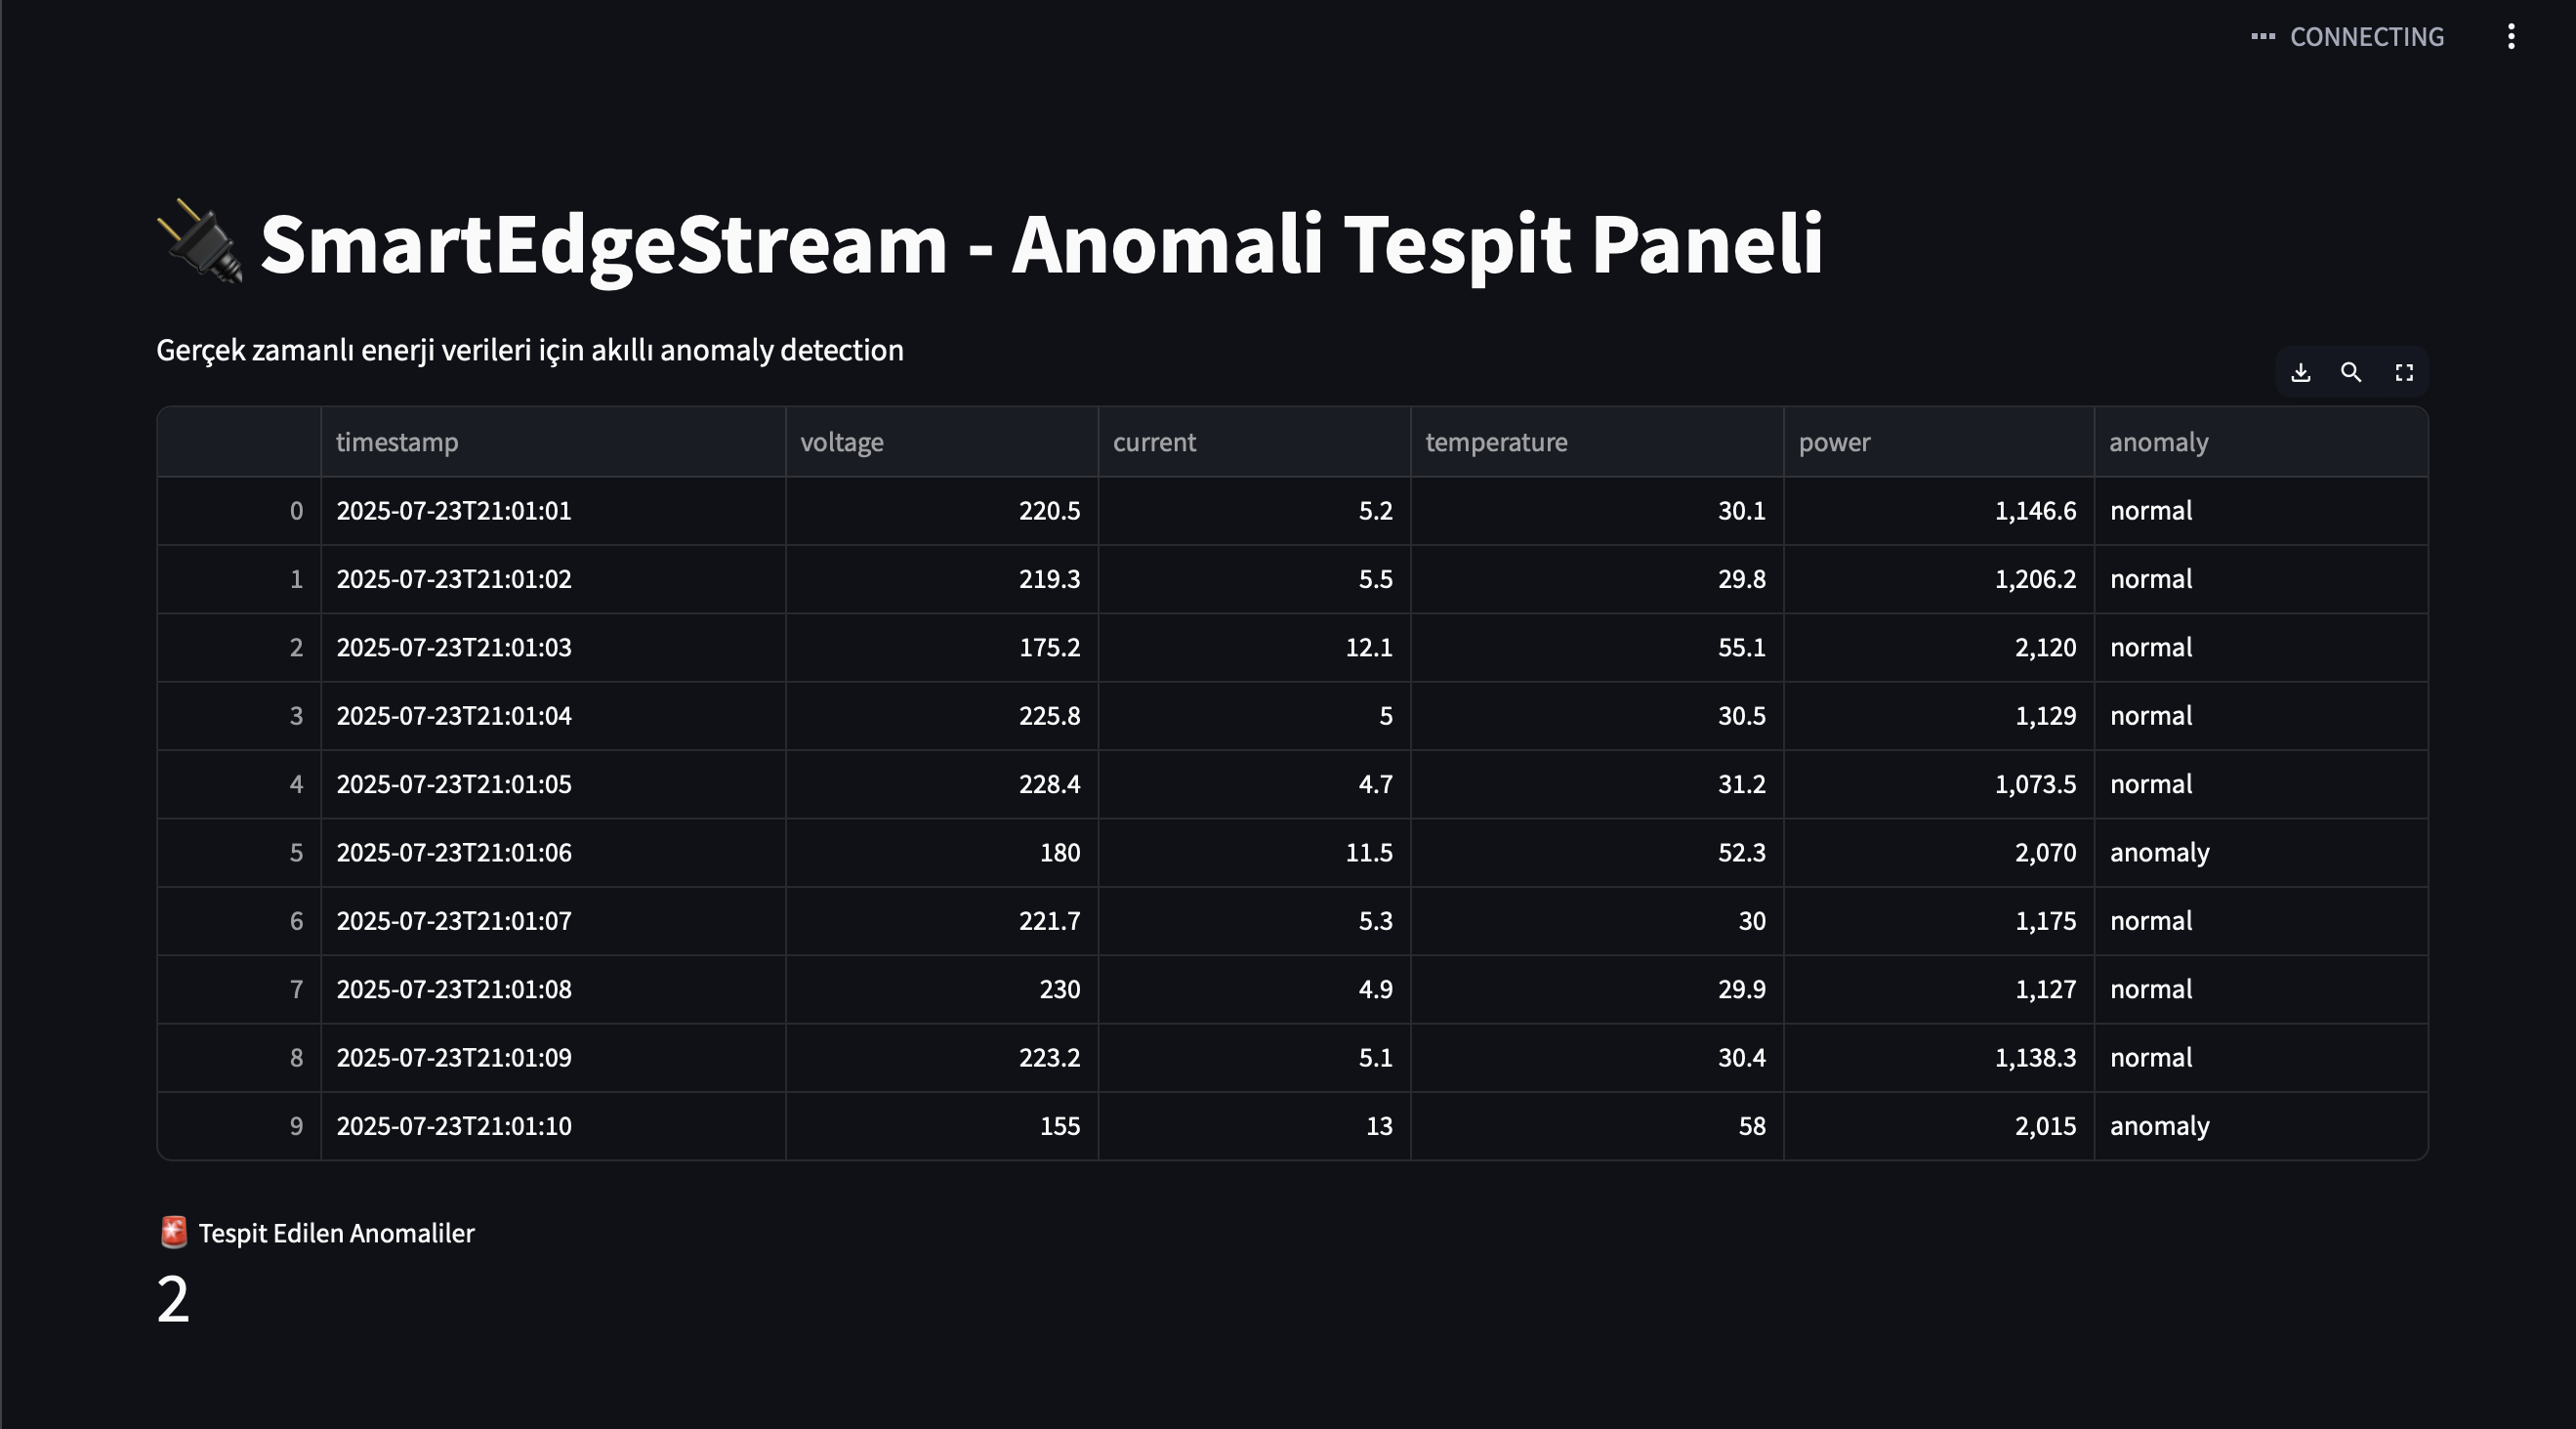 CONNECTING
SmartEdgeStream - Anomali Tespit Paneli
Gerçek zamanlı enerji verileri için akıllı anomaly detection
timestamp voltage current temperature power anomaly
0 2025-07-23T21:01:01 220.5 5.2 30.1 1,146.6 normal
1 2025-07-23T21:01:02 219.3 5.5 29.8 1,206.2 normal
2 2025-07-23T21:01:03 175.2 12.1 55.1 2,120 normal
3 2025-07-23T21:01:04 225.8 5 30.5 1,129 normal
4 2025-07-23T21:01:05 228.4 4.7 31.2 1,073.5 normal
5 2025-07-23T21:01:06 180 11.5 52.3 2,070 anomaly
6 2025-07-23T21:01:07 221.7 5.3 30 1,175 normal
7 2025-07-23T21:01:08 230 4.9 29.9 1,127 normal
8 2025-07-23T21:01:09 223.2 5.1 30.4 1,138.3 normal
9 2025-07-23T21:01:10 155 13 58 2,015 anomaly
Tespit Edilen Anomaliler
2